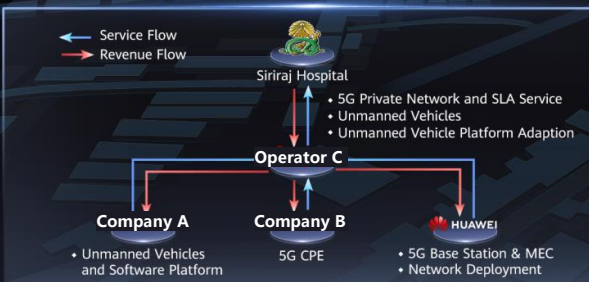 Service Flow
Revenue Flow
Siriraj Hospital
• 5G Private Network and SLA Service
• Unmanned Vehicles
• Unmanned Vehicle Platform Adaption
Operator C
Company A
Company B
HUAWEI
• Unmanned Vehicles
and Software Platform
5G CPE
• 5G Base Station & MEC
• Network Deployment